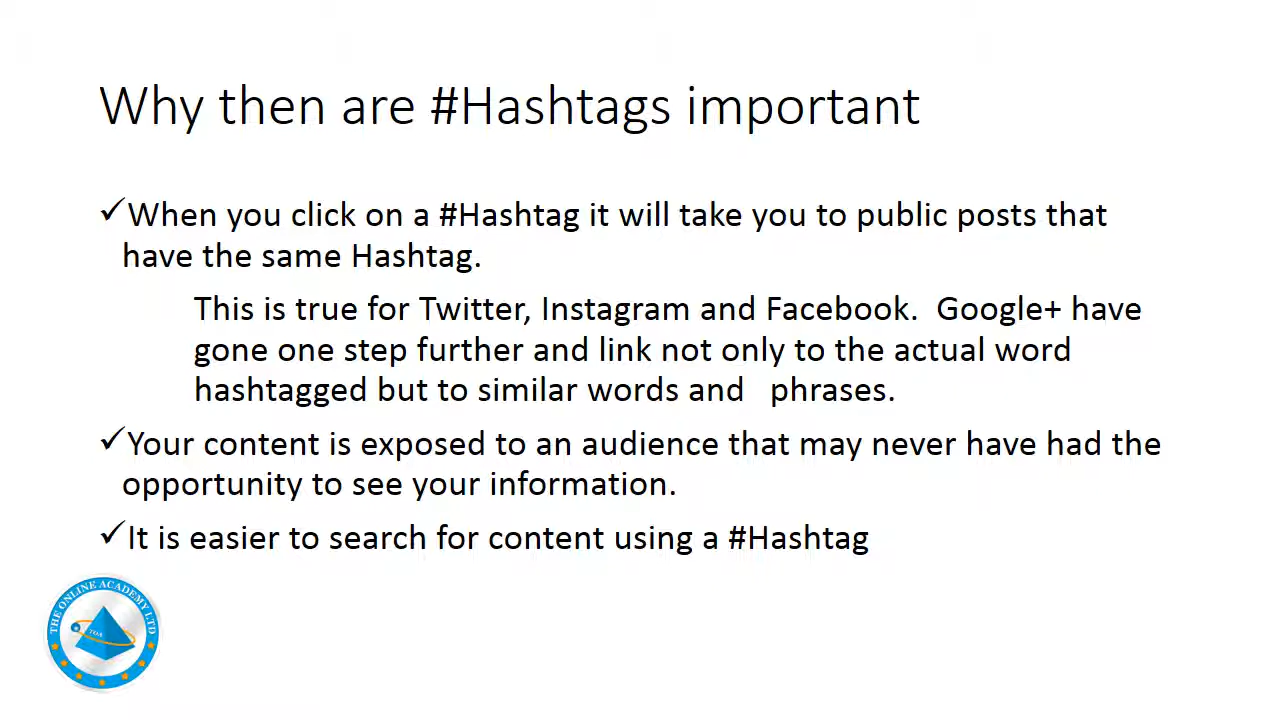 Why then are #Hashtags important
✓When you click on a #Hashtag it will take you to public posts that
have the same Hashtag.
This is true for Twitter, Instagram and Facebook.  Google+ have
gone one step further and link not only to the actual word
hashtagged but to similar words and   phrases.
✓Your content is exposed to an audience that may never have had the
opportunity to see your information.
✓It is easier to search for content using a #Hashtag
THE ONLINE ACADEMY LTD
TOA